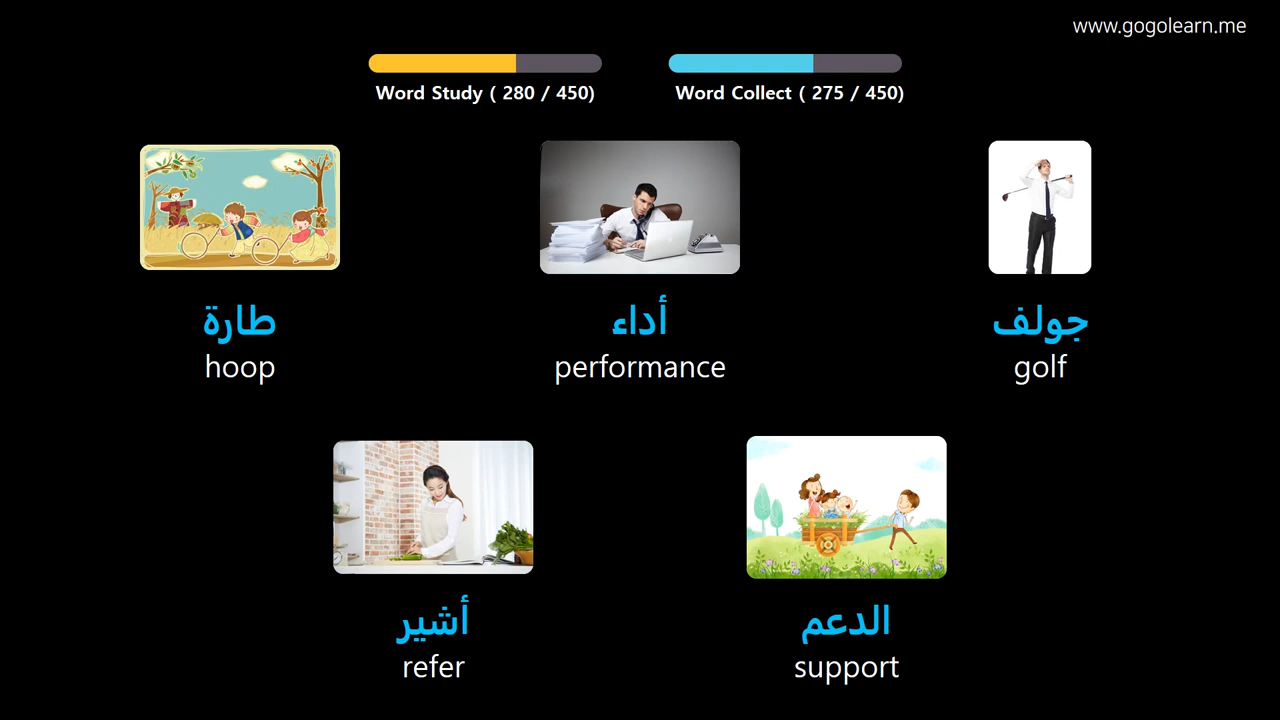 www.gogolearn.me
Word Study ( 280 / 450)
Word Collect ( 275 / 450)
طارة
hoop
أداء
performance
جولف
golf
أشير
refer
الدعم
support